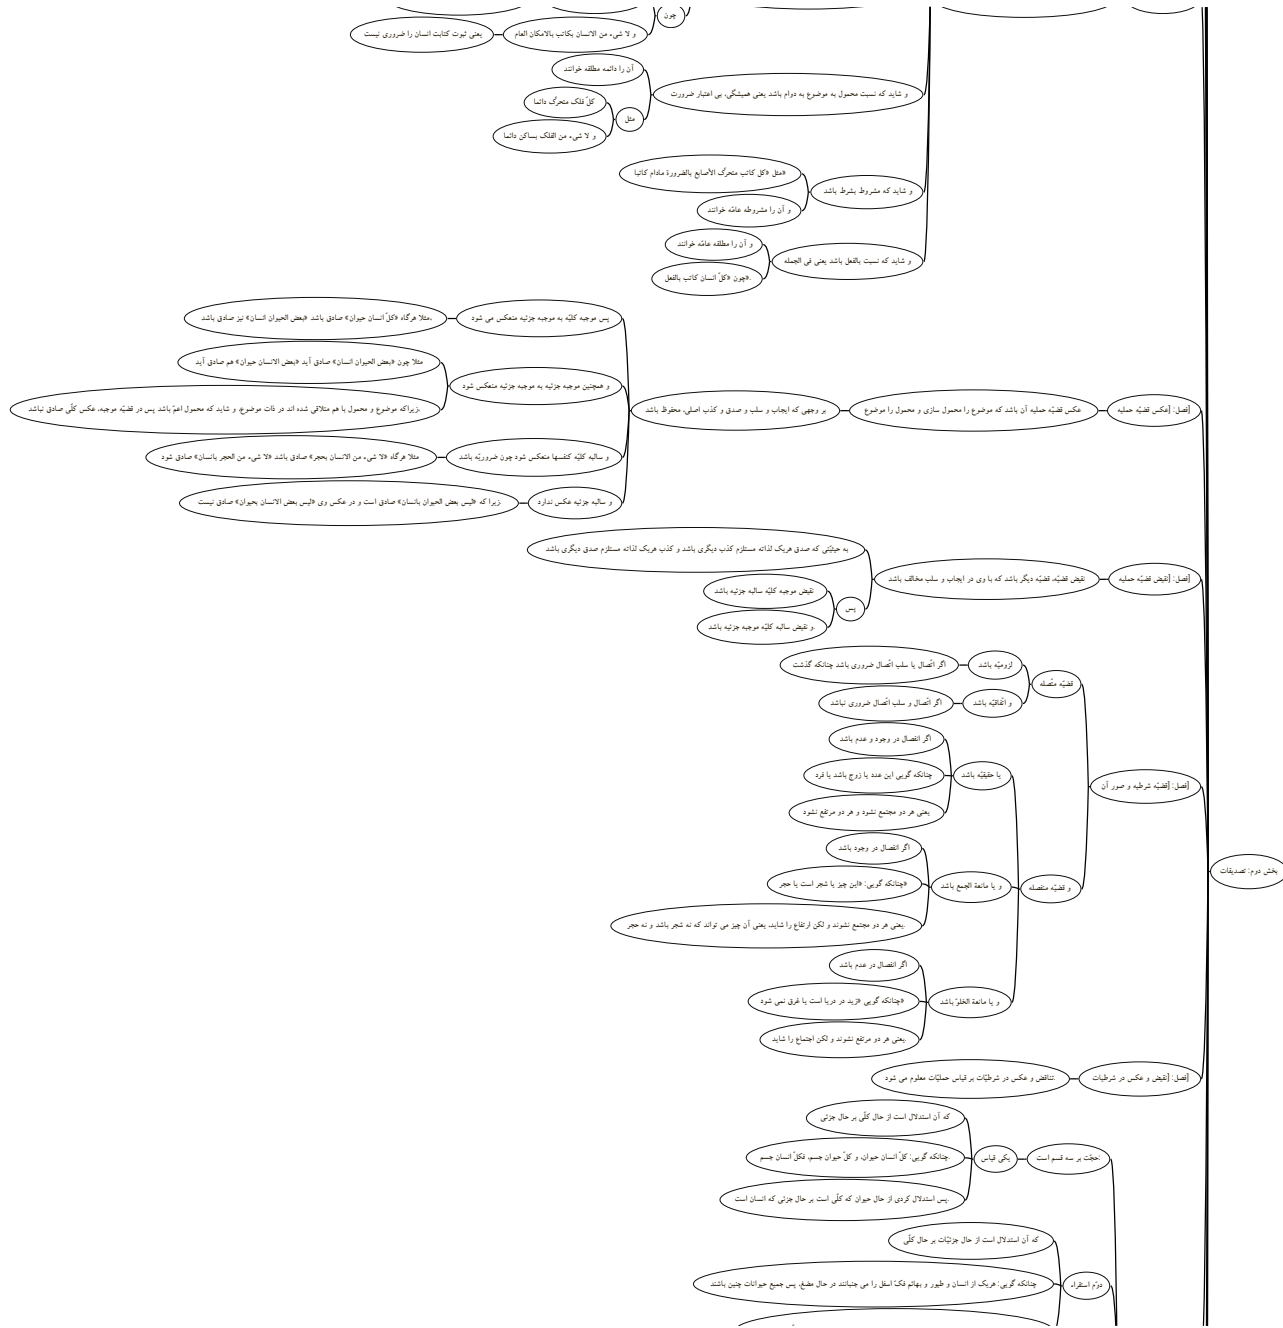 چون
و لا شیء من الانسان بکاتب بالامکان العام
یعنی ثبوت کتابت انسان را ضروری نیست
و شاید که نسبت محمول به موضوع به دوام باشد یعنی همیشگی، بی اعتبار ضرورت
آن را دائمه مطلقه خوانند
مثل
کلّ فلک متحرّک دائما
و لا شیء من الفلک بساکن دائما
و شاید که مشروط بشرط باشد
مثل «کل کاتب متحرّک الأصابع بالضرورة مادام کاتبا»
و آن را مشروطه عامّه خوانند
و شاید که نسبت بالفعل باشد یعنی فی الجمله
و آن را مطلقه عامّه خوانند
چون «کلّ انسان کاتب بالفعل».
بخش دوم: تصدیقات
[فصل: [عکس قضیّه حملیه
عکس قضیّه حملیه آن باشد که موضوع را محمول سازی و محمول را موضوع
بر وجهی که ایجاب و سلب و صدق و کذب اصلی، محفوظ باشد
پس موجبه کلیّه به موجبه جزئیه منعکس می شود
مثلا هرگاه «کلّ انسان حیوان» صادق باشد «بعض الحیوان انسان» نیز صادق باشد.
و همچنین موجبه جزئیه به موجبه جزئیه منعکس شود
مثلا چون «بعض الحیوان انسان» صادق آید «بعض الانسان حیوان» هم صادق آید
زیراکه موضوع و محمول با هم متلاقی شده اند در ذات موضوع، و شاید که محمول اعمّ باشد پس در قضیّه موجبه، عکس کلّی صادق نباشد.
و سالبه کلیّه کنفسها منعکس شود چون ضروریّه باشد
مثلا هرگاه «لا شیء من الانسان بحجر» صادق باشد «لا شیء من الحجر بانسان» صادق شود
و سالبه جزئیه عکس ندارد
زیرا که «لیس بعض الحیوان بانسان» صادق است و در عکس وی «لیس بعض الانسان بحیوان» صادق نیست.
[فصل: [نقیض قضیّه حملیه
نقیض قضیّه، قضیّه دیگر باشد که با وی در ایجاب و سلب مخالف باشد
به حیثیّتی که صدق هریک لذاته مستلزم کذب دیگری باشد و کذب هریک لذاته مستلزم صدق دیگری باشد
پس
نقیض موجبه کلیّه سالبه جزئیه باشد
و نقیض سالبه کلیّه موجبه جزئیه باشد.
[فصل: [قضیّه شرطیه و صور آن
قضیّه متّصله
لزومیّه باشد
اگر اتّصال یا سلب اتّصال ضروری باشد چنانکه گذشت
و اتّفاقیّه باشد
اگر اتّصال و سلب اتّصال ضروری نباشد
و قضیّه منفصله
یا حقیقیّه باشد
اگر انفصال در وجود و عدم باشد
چنانکه گویی این عدد یا زوج باشد یا فرد
یعنی هر دو مجتمع نشود و هر دو مرتفع نشود
و یا مانعة الجمع باشد
اگر انفصال در وجود باشد
چنانکه گویی: «این چیز یا شجر است یا حجر»
یعنی هر دو مجتمع نشوند و لکن ارتفاع را شاید، یعنی آن چیز می تواند که نه شجر باشد و نه حجر.
و یا مانعة الخلوّ باشد
اگر انفصال در عدم باشد
چنانکه گویی «زید در دریا است یا غرق نمی شود»
یعنی هر دو مرتفع نشوند و لکن اجتماع را شاید.
[فصل: [نقیض و عکس در شرطیات
تناقض و عکس در شرطیّات بر قیاس حملیّات معلوم می شود.
حجّت بر سه قسم است:
یکی قیاس
که آن استدلال است از حال کلّی بر حال جزئی
چنانکه گویی: کلّ انسان حیوان، و کلّ حیوان جسم، فکلّ انسان جسم.
پس استدلال کردی از حال حیوان که کلّی است بر حال جزئی که انسان است.
دوّم استقراء
که آن استدلال است از حال جزئیّات بر حال کلّی
چنانکه گویی: هریک از انسان و طیور و بهائم فکّ اسفل را می جنبانند در حال مضغ، پس جمیع حیوانات چنین باشند